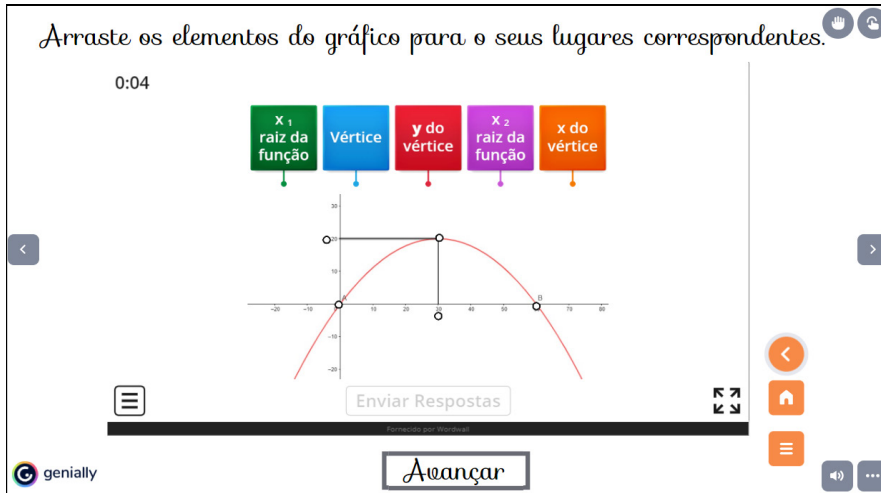 Arraste os elementos do gráfico para o seus lugares correspondentes.
0:04
x 1
raiz da
função
Vértice
y do
vértice
x 2
raiz da
função
x do
vértice
30
20
10
A
B
-20
-10
0
10
20
30
40
50
60
70
80
-10
-20
Enviar Respostas
Fornecido por Wordwall
genially
Avançar